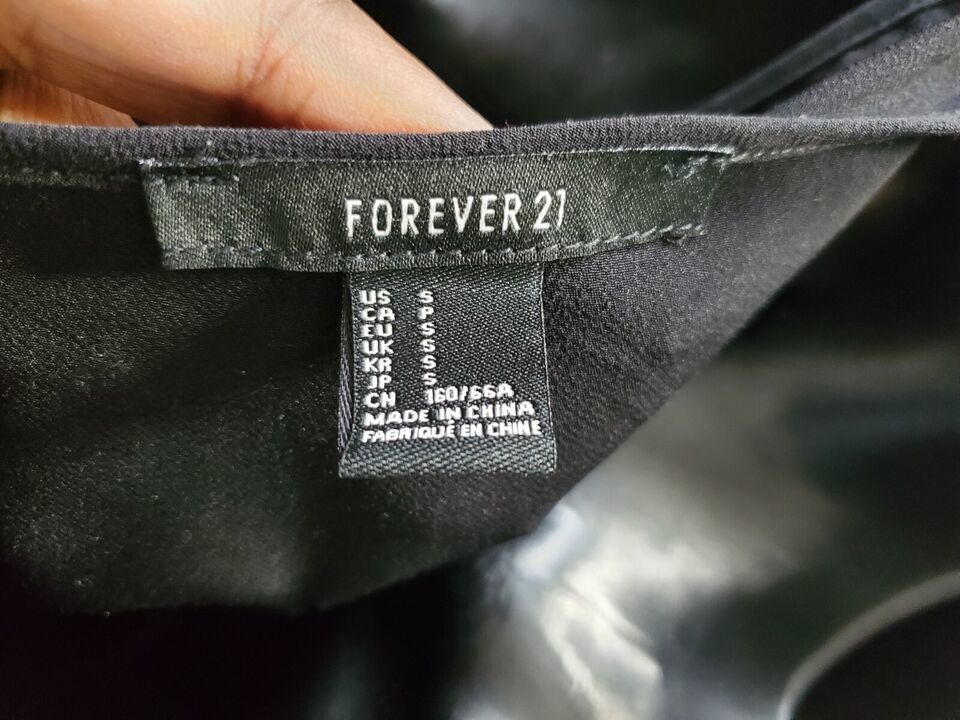 FOREVER 21
US S
CA P
EU S
UK S
KR S
JP S
CN 160/66A
MADE IN CHINA
FABRIQUÉ EN CHINE